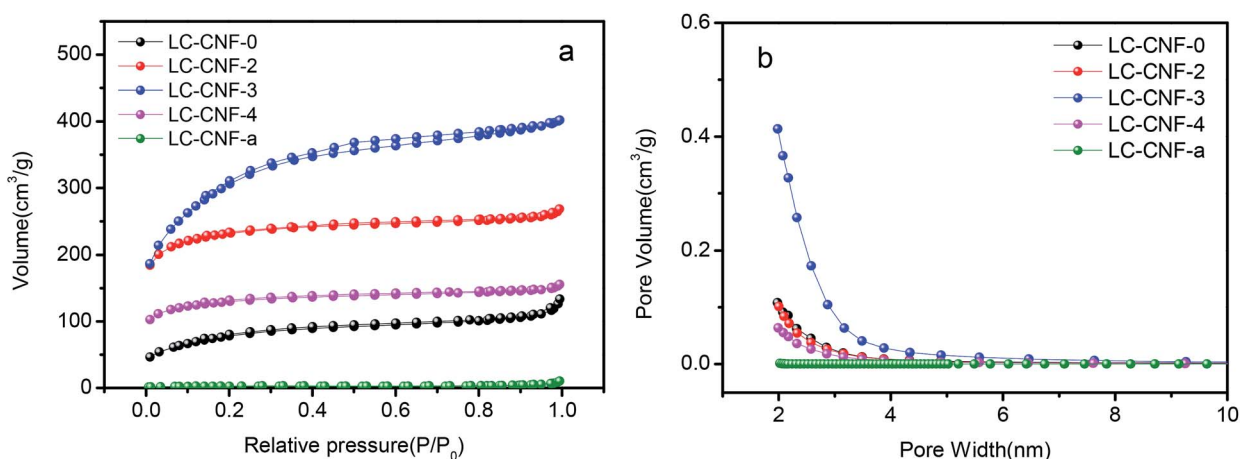 a
LC-CNF-0
LC-CNF-2
LC-CNF-3
LC-CNF-4
LC-CNF-a
500
400
300
200
100
0
Volume(cm³/g)
0.0 0.2 0.4 0.6 0.8 1.0
Relative pressure(P/P₀)
b
LC-CNF-0
LC-CNF-2
LC-CNF-3
LC-CNF-4
LC-CNF-a
0.6
0.4
0.2
0.0
Pore Volume(cm³/g)
2 4 6 8 10
Pore Width(nm)